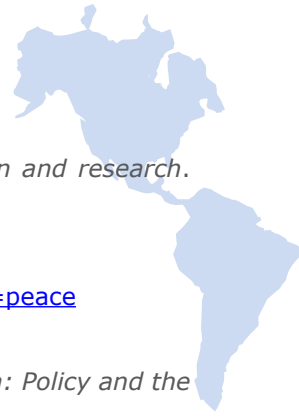 n and research.
=peace
: Policy and the